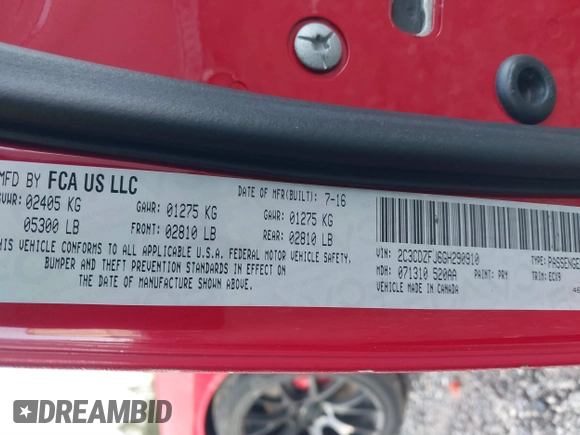 MFD BY FCA US LLC
DATE OF MFR(BUILT): 7-16
GVWR: 02405 KG
GAWR: 01275 KG
GAWR: 01275 KG
05300 LB
FRONT: 02810 LB
REAR: 02810 LB
THIS VEHICLE CONFORMS TO ALL APPLICABLE U.S.A. FEDERAL MOTOR VEHICLE SAFETY,
BUMPER AND THEFT PREVENTION STANDARDS IN EFFECT ON
THE DATE OF MANUFACTURE SHOWN ABOVE.
VIN: 2C3CDZFJ6GH290910
TYPE: PASSENGE
MDH: 071310 520AA
PAINT: PRY
TRIM: ECX9
VEHICLE MADE IN CANADA
DREAMBID